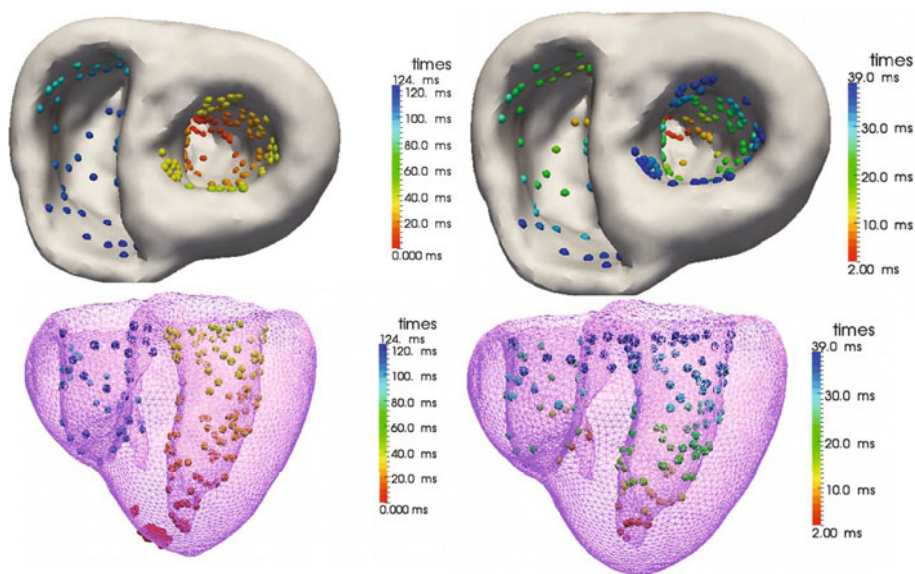 times
124. ms
120. ms
100. ms
80.0 ms
60.0 ms
40.0 ms
20.0 ms
0.000 ms
times
39.0 ms
30.0 ms
20.0 ms
10.0 ms
2.00 ms
times
124. ms
120. ms
100. ms
80.0 ms
60.0 ms
40.0 ms
20.0 ms
0.000 ms
times
39.0 ms
30.0 ms
20.0 ms
10.0 ms
2.00 ms